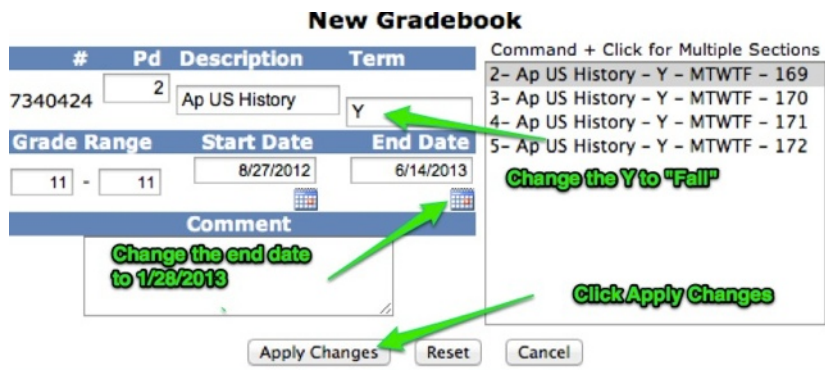 New Gradebook
# Pd Description Term
7340424 2 Ap US History Y
Grade Range Start Date End Date
11 - 11 8/27/2012 6/14/2013
Comment
Change the end date
to 1/28/2013
Command + Click for Multiple Sections
2- Ap US History - Y - MTWTF - 169
3- Ap US History - Y - MTWTF - 170
4- Ap US History - Y - MTWTF - 171
5- Ap US History - Y - MTWTF - 172
Change the Y to "Fall"
Click Apply Changes
Apply Changes Reset Cancel